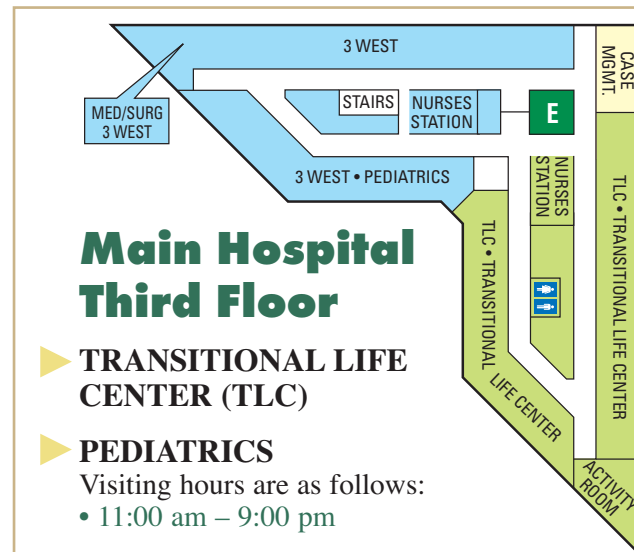 3 WEST
CASE
MGMT.
MED/SURG
3 WEST
STAIRS
NURSES
STATION
E
3 WEST • PEDIATRICS
NURSES
STATION
TLC • TRANSITIONAL
LIFE CENTER
TLC • TRANSITIONAL LIFE CENTER
ACTIVITY
ROOM
Main Hospital
Third Floor
TRANSITIONAL LIFE
CENTER (TLC)
PEDIATRICS
Visiting hours are as follows:
• 11:00 am – 9:00 pm